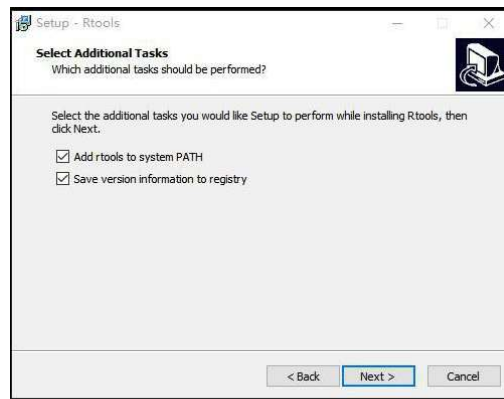 Setup - Rtools
Select Additional Tasks
Which additional tasks should be performed?
Select the additional tasks you would like Setup to perform while installing Rtools, then
click Next.
Add rtools to system PATH
Save version information to registry
< Back
Next >
Cancel